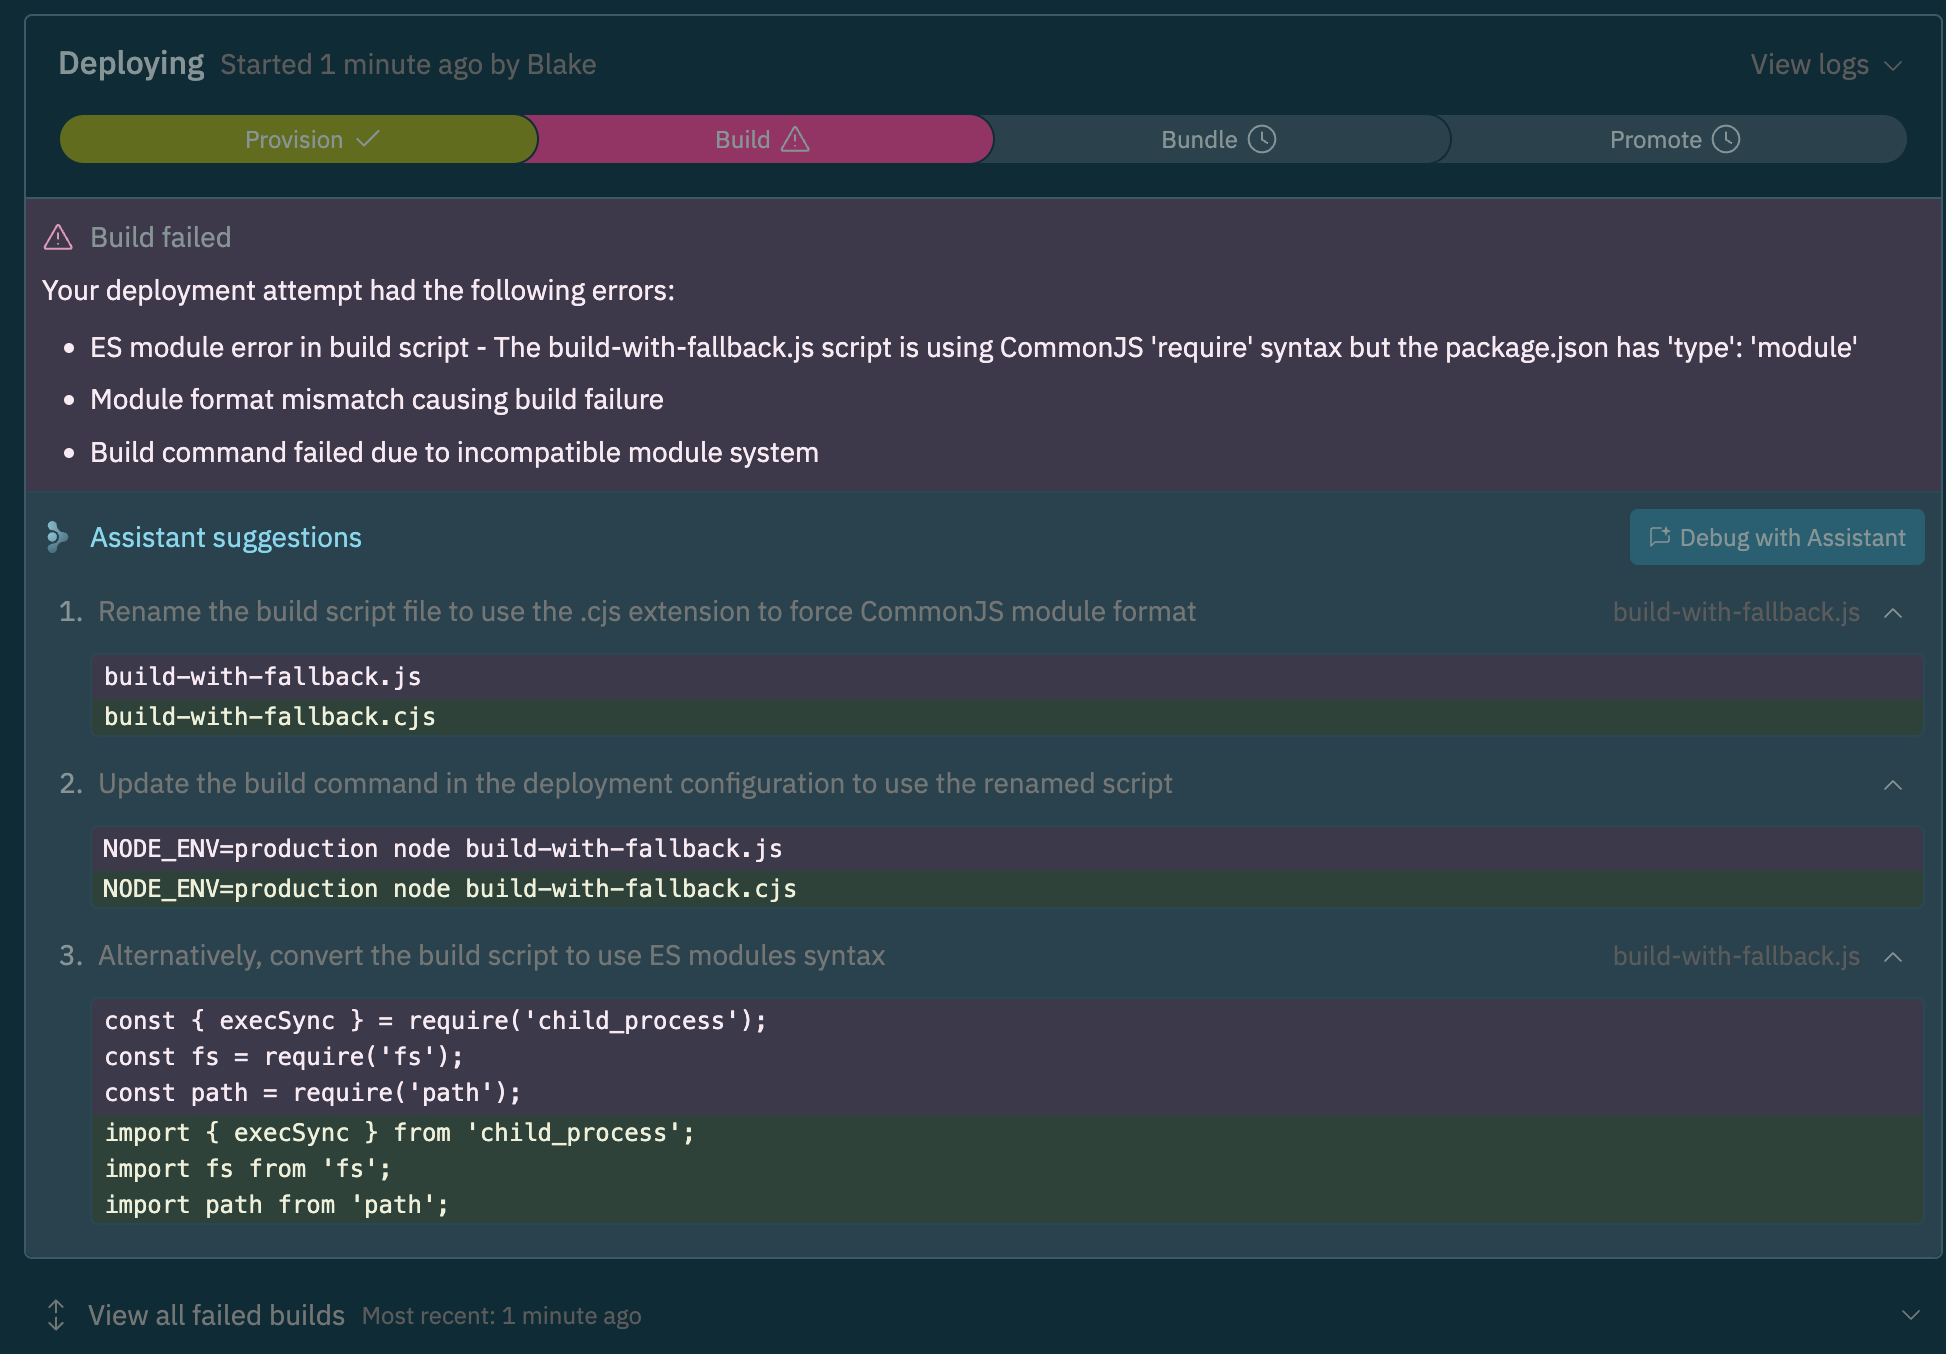 Deploying Started 1 minute ago by Blake
View logs
Provision
Build
Bundle
Promote
Build failed
Your deployment attempt had the following errors:
• ES module error in build script - The build-with-fallback.js script is using CommonJS 'require' syntax but the package.json has 'type': 'module'
• Module format mismatch causing build failure
• Build command failed due to incompatible module system
Assistant suggestions
Debug with Assistant
1. Rename the build script file to use the .cjs extension to force CommonJS module format
build-with-fallback.js
build-with-fallback.js
build-with-fallback.cjs
2. Update the build command in the deployment configuration to use the renamed script
NODE_ENV=production node build-with-fallback.js
NODE_ENV=production node build-with-fallback.cjs
3. Alternatively, convert the build script to use ES modules syntax
build-with-fallback.js
const { execSync } = require('child_process');
const fs = require('fs');
const path = require('path');
import { execSync } from 'child_process';
import fs from 'fs';
import path from 'path';
View all failed builds Most recent: 1 minute ago